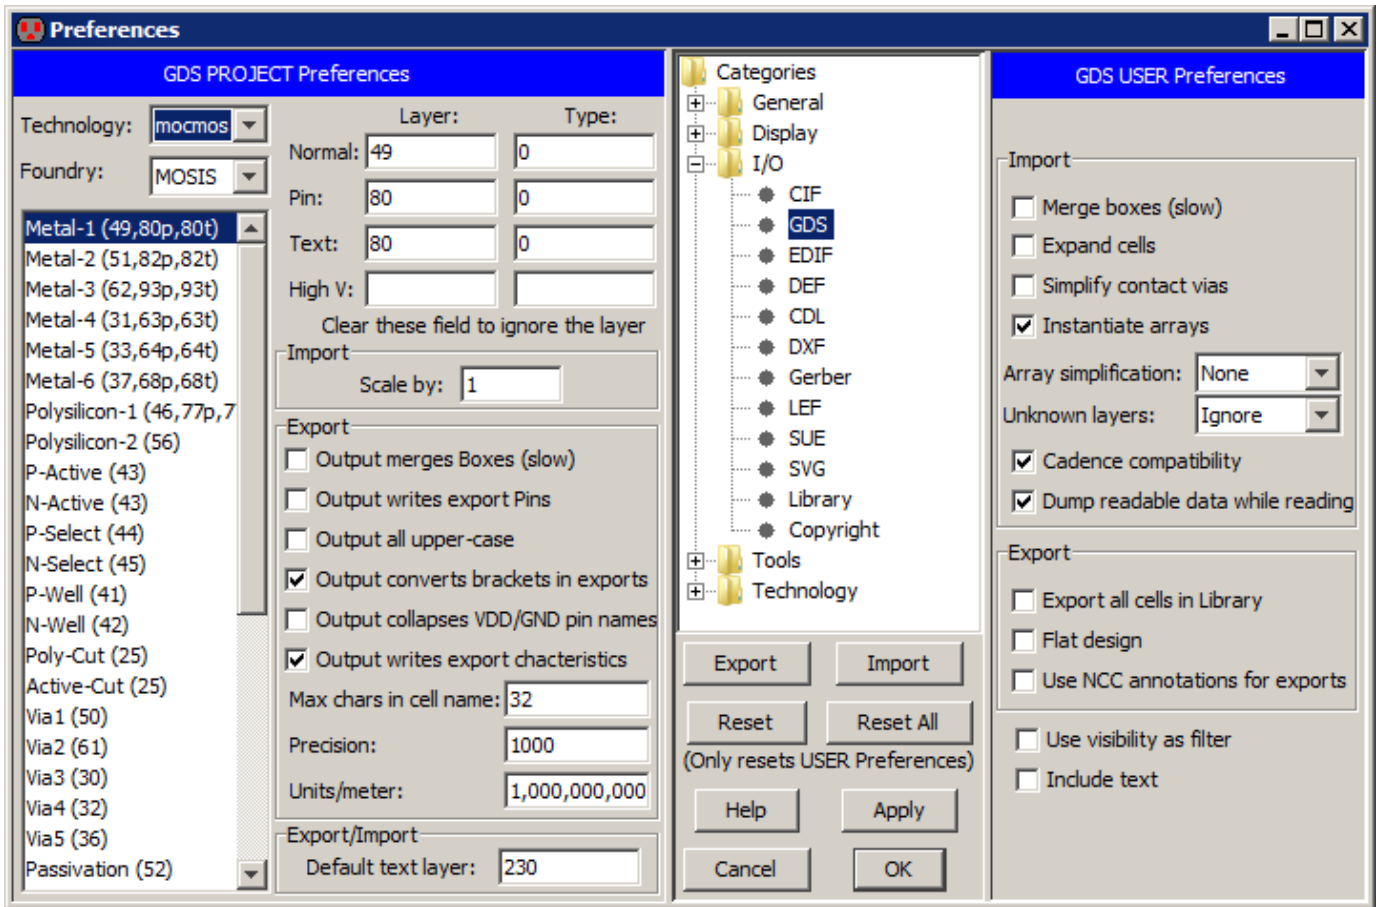 Preferences
GDS PROJECT Preferences
Technology: mocmos
Foundry: MOSIS
Metal-1 (49,80p,80t)
Metal-2 (51,82p,82t)
Metal-3 (62,93p,93t)
Metal-4 (31,63p,63t)
Metal-5 (33,64p,64t)
Metal-6 (37,68p,68t)
Polysilicon-1 (46,77p,7
Polysilicon-2 (56)
P-Active (43)
N-Active (43)
P-Select (44)
N-Select (45)
P-Well (41)
N-Well (42)
Poly-Cut (25)
Active-Cut (25)
Via1 (50)
Via2 (61)
Via3 (30)
Via4 (32)
Via5 (36)
Passivation (52)
Layer: Type:
Normal: 49 0
Pin: 80 0
Text: 80 0
High V:
Clear these field to ignore the layer
Import
Scale by: 1
Export
Output merges Boxes (slow)
Output writes export Pins
Output all upper-case
Output converts brackets in exports
Output collapses VDD/GND pin names
Output writes export chacteristics
Max chars in cell name: 32
Precision: 1000
Units/meter: 1,000,000,000
Export/Import
Default text layer: 230
Categories
General
Display
I/O
CIF
GDS
EDIF
DEF
CDL
DXF
Gerber
LEF
SUE
SVG
Library
Copyright
Tools
Technology
Export Import
Reset Reset All
(Only resets USER Preferences)
Help Apply
Cancel OK
GDS USER Preferences
Import
Merge boxes (slow)
Expand cells
Simplify contact vias
Instantiate arrays
Array simplification: None
Unknown layers: Ignore
Cadence compatibility
Dump readable data while reading
Export
Export all cells in Library
Flat design
Use NCC annotations for exports
Use visibility as filter
Include text